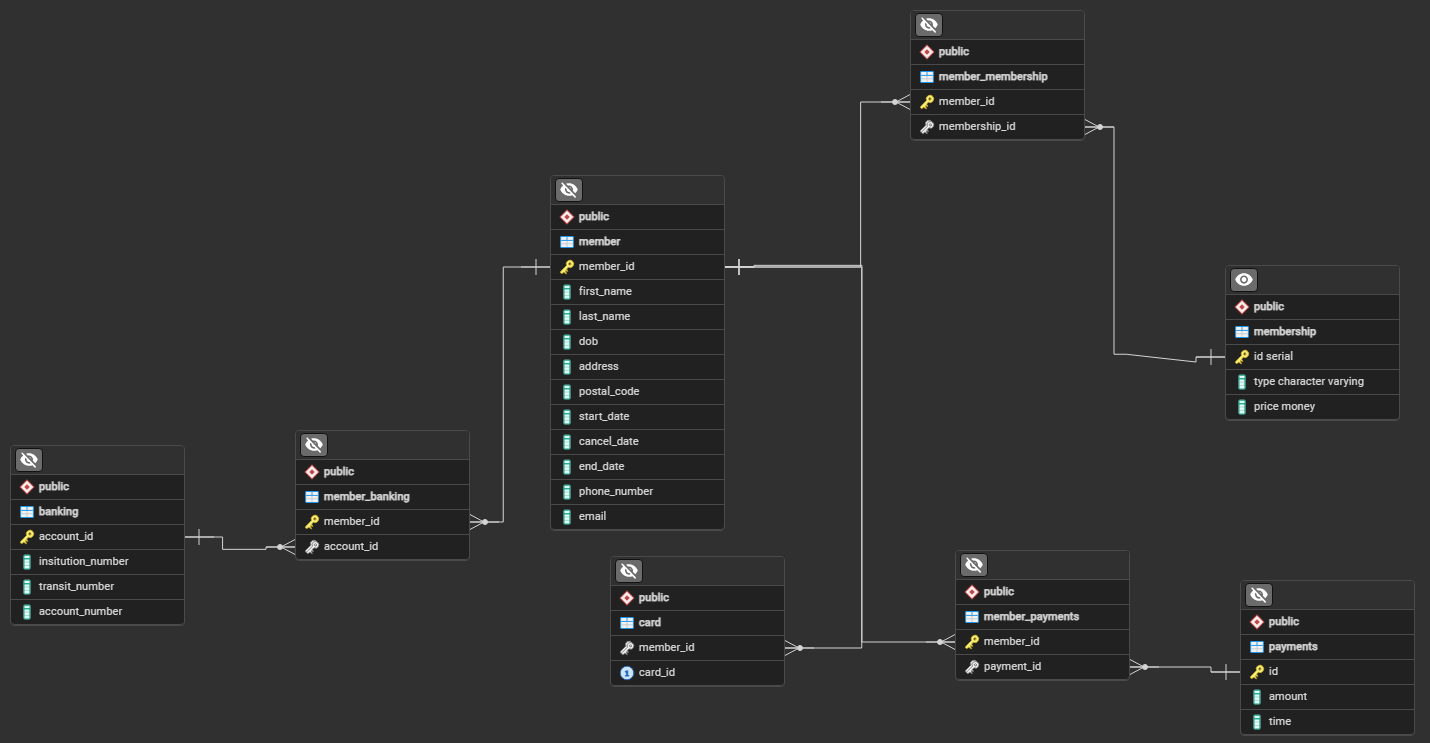 public
member_membership
member_id
membership_id
public
member
member_id
first_name
last_name
dob
address
postal_code
start_date
cancel_date
end_date
phone_number
email
public
membership
id serial
type character varying
price money
public
banking
account_id
insitution_number
transit_number
account_number
public
member_banking
member_id
account_id
public
card
member_id
1 card_id
public
member_payments
member_id
payment_id
public
payments
id
amount
time